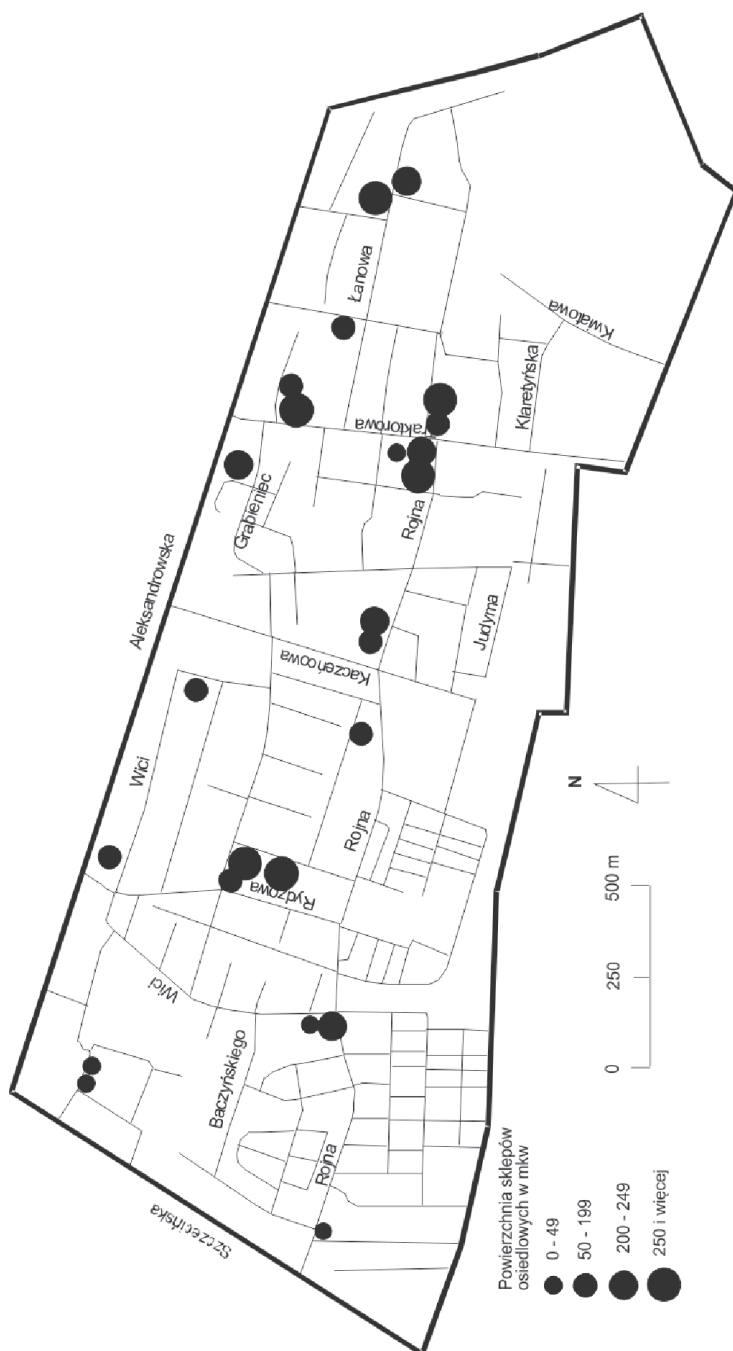 Aleksandrowska
Szczecińska
Wici
Wici
Grabieniec
Łanowa
Baczyńskiego
Rydzowa
Kaczeńcowa
Traktorowa
Rojna
Rojna
Rojna
Judyma
Klaretyńska
Kwiatowa
Powierzchnia sklepów
osiedlowych w mkw
0 - 49
50 - 199
200 - 249
250 i więcej
0 250 500 m
N